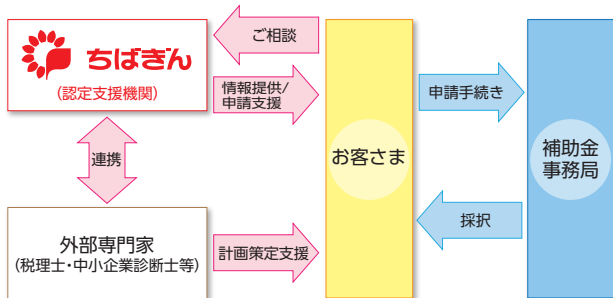 ちばぎん
(認定支援機関)
ご相談
情報提供/
申請支援
連携
外部専門家
(税理士・中小企業診断士等)
計画策定支援
お客さま
申請手続き
採択
補助金
事務局